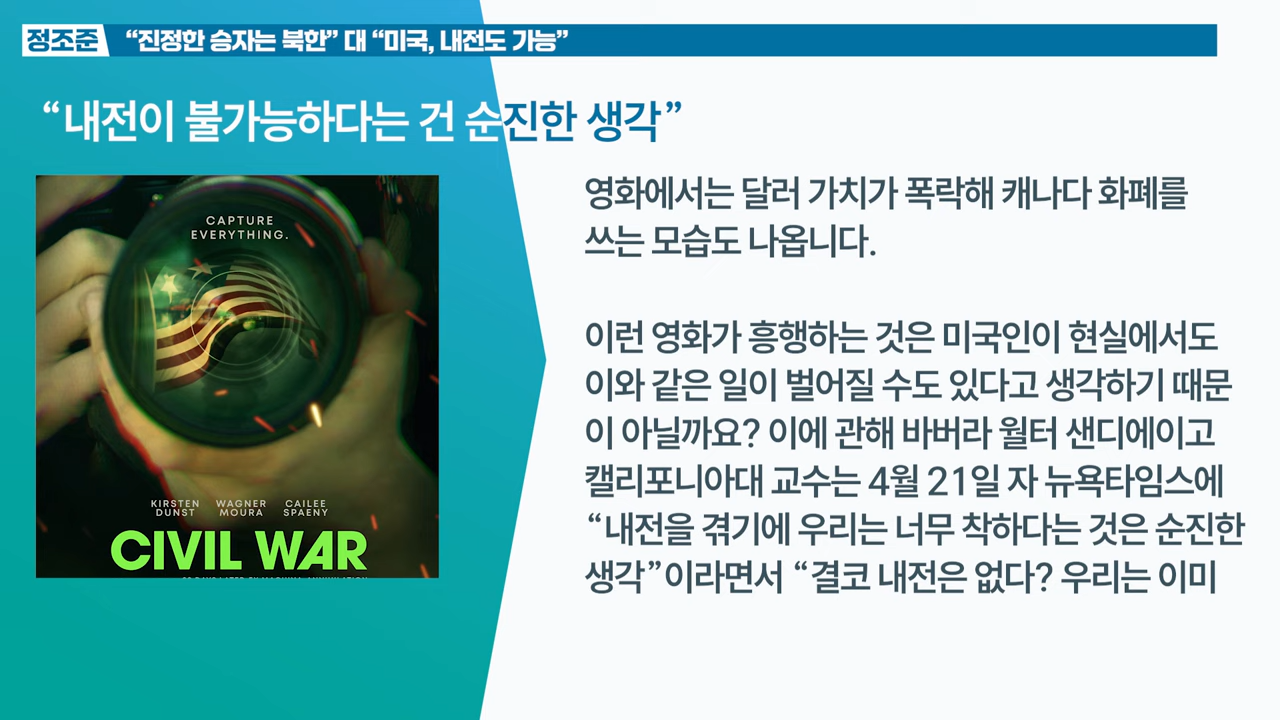 정조준 “진정한 승자는 북한” 대 “미국, 내전도 가능”
“내전이 불가능하다는 건 순진한 생각”
CAPTURE
EVERYTHING.
KIRSTEN DUNST
WAGNER MOURA
CAILEE SPAENY
CIVIL WAR
영화에서는 달러 가치가 폭락해 캐나다 화폐를
쓰는 모습도 나옵니다.
이런 영화가 흥행하는 것은 미국인이 현실에서도
이와 같은 일이 벌어질 수도 있다고 생각하기 때문
이 아닐까요? 이에 관해 바버라 월터 샌디에이고
캘리포니아대 교수는 4월 21일 자 뉴욕타임스에
“내전을 겪기에 우리는 너무 착하다는 것은 순진한
생각”이라면서 “결코 내전은 없다? 우리는 이미